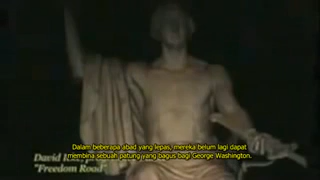 Dalam beberapa abad yang lepas, mereka belum lagi dapat
membina sebuah patung yang bagus bagi George Washington.
David
"Freedom Road"